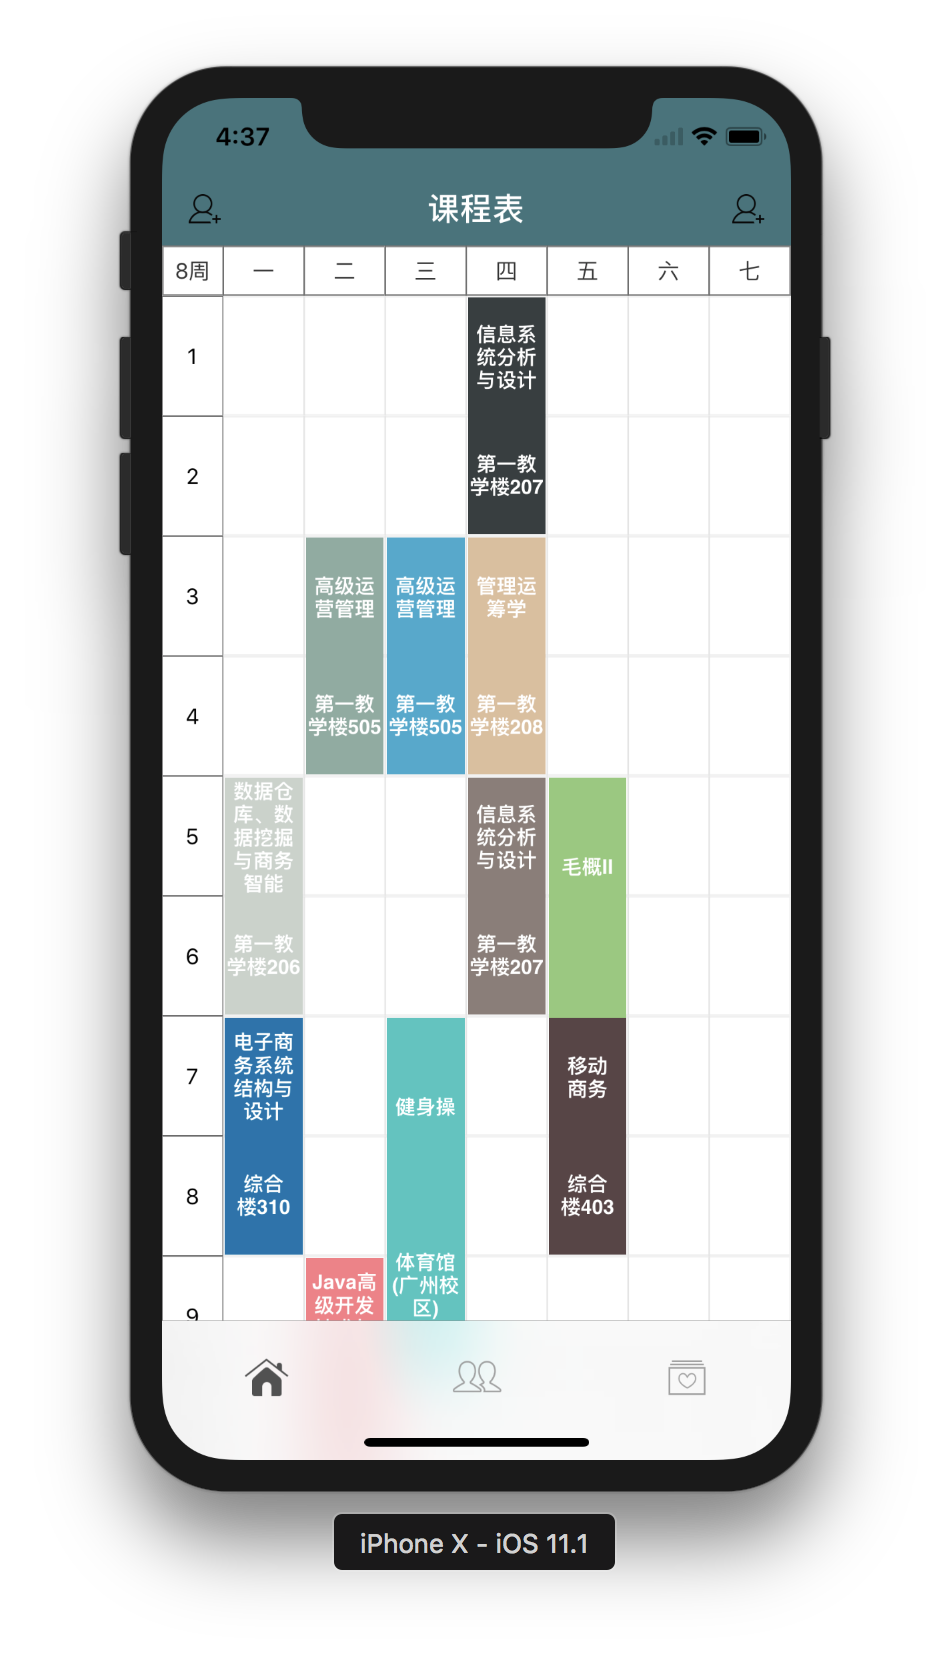 4:37
课程表
8周 一 二 三 四 五 六 七
1
信息系
统分析
与设计
2
第一教
学楼207
3
高级运
营管理
高级运
营管理
管理运
筹学
4
第一教
学楼505
第一教
学楼505
第一教
学楼208
5
数据仓
库、数
据挖掘
与商务
智能
信息系
统分析
与设计
毛概II
6
第一教
学楼206
第一教
学楼207
7
电子商
务系统
结构与
设计
健身操
移动
商务
8
综合
楼310
综合
楼403
9
Java高
级开发
体育馆
(广州校
区)
iPhone X - iOS 11.1